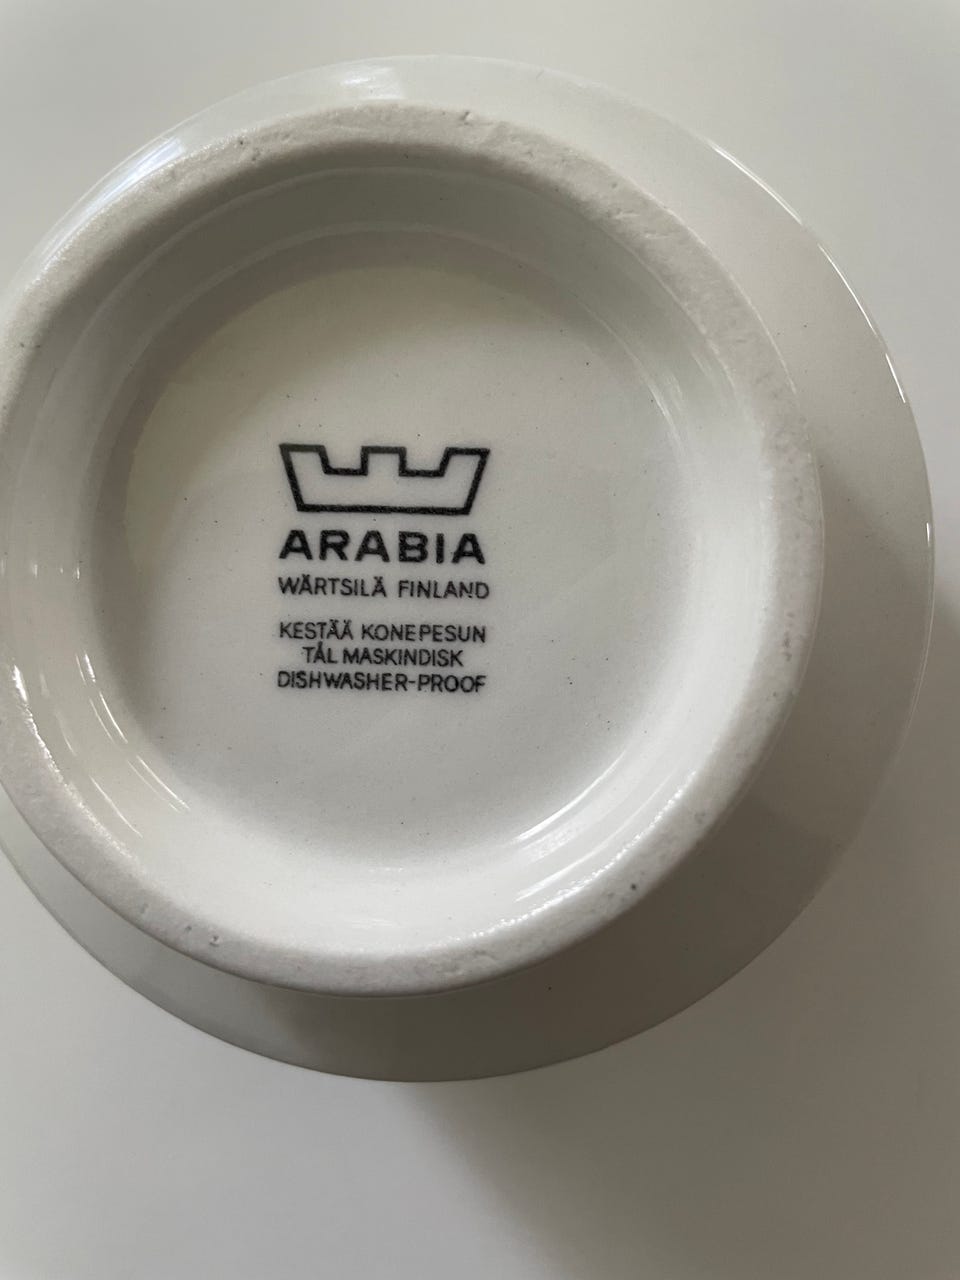 ARABIA
WÄRTSILÄ FINLAND
KESTÄÄ KONEPESUN
TÅL MASKINDISK
DISHWASHER-PROOF